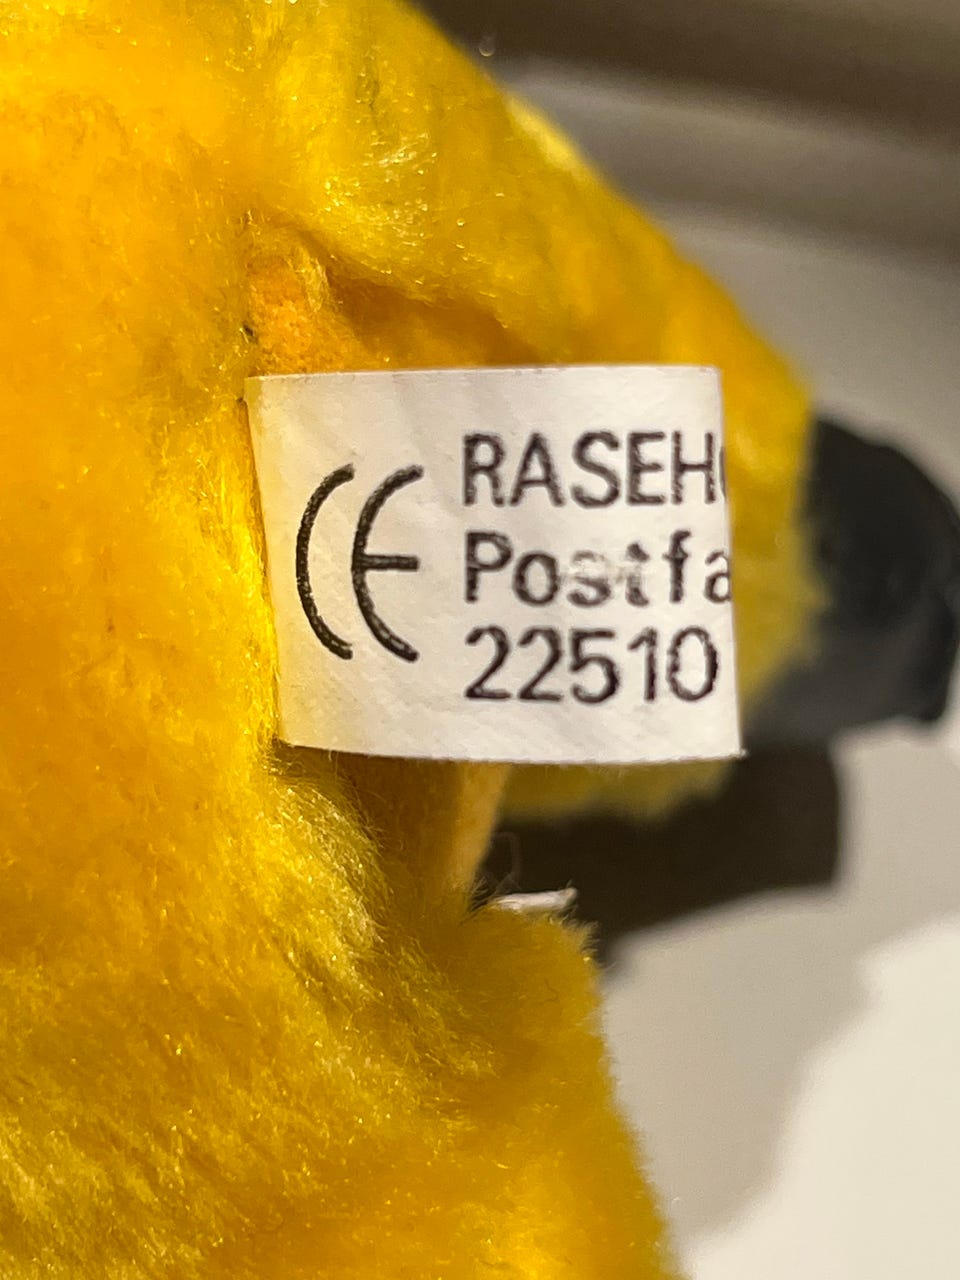 CE
RASEH
Postfa
22510